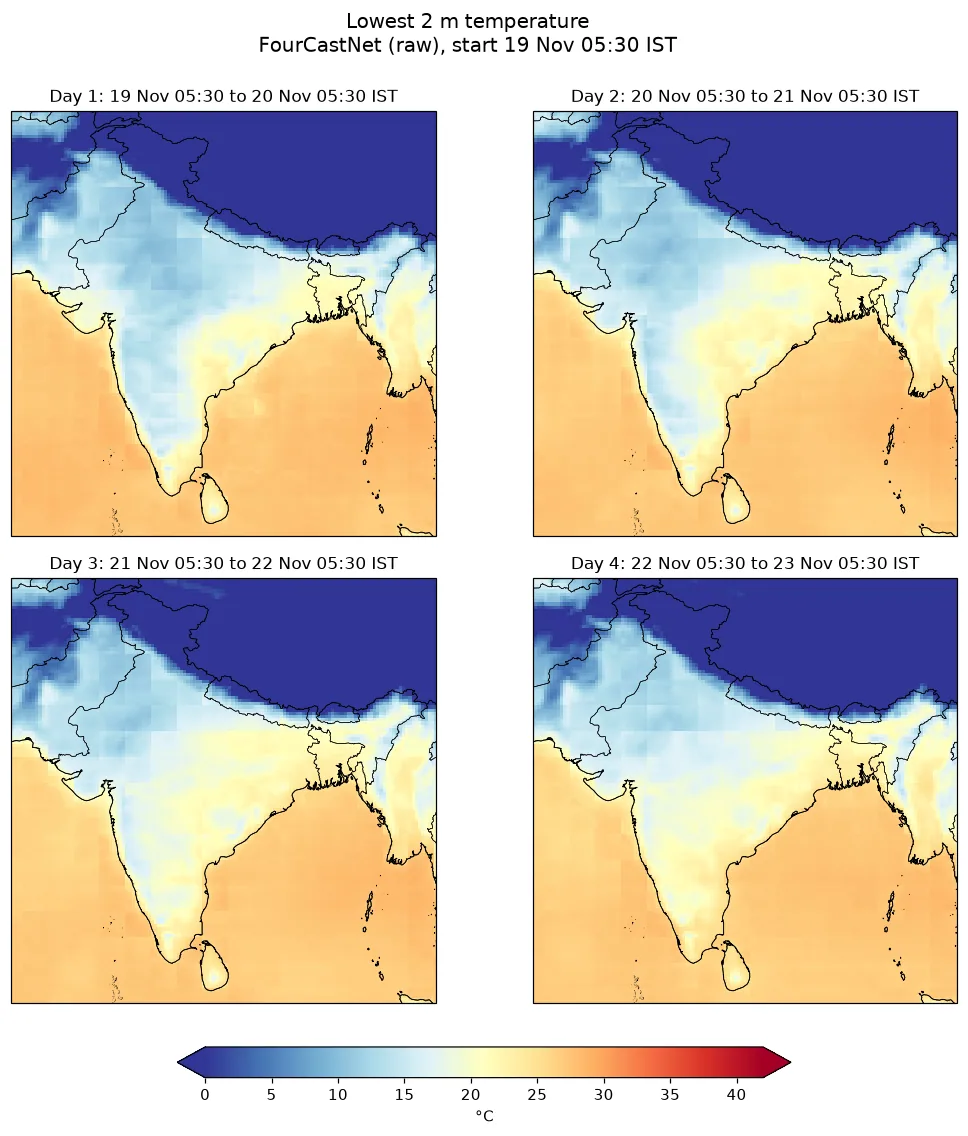 Lowest 2 m temperature
FourCastNet (raw), start 19 Nov 05:30 IST
Day 1: 19 Nov 05:30 to 20 Nov 05:30 IST
Day 2: 20 Nov 05:30 to 21 Nov 05:30 IST
Day 3: 21 Nov 05:30 to 22 Nov 05:30 IST
Day 4: 22 Nov 05:30 to 23 Nov 05:30 IST
0 5 10 15 20 25 30 35 40
°C